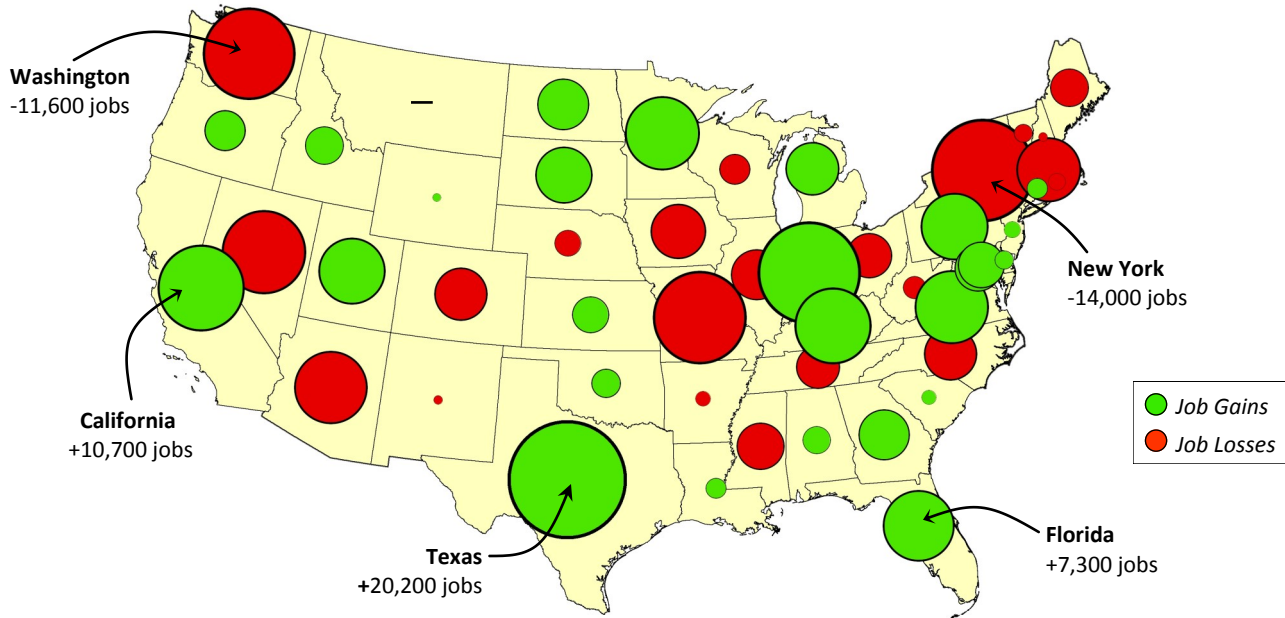 Washington
-11,600 jobs
New York
-14,000 jobs
California
+10,700 jobs
Job Gains
Job Losses
Texas
+20,200 jobs
Florida
+7,300 jobs